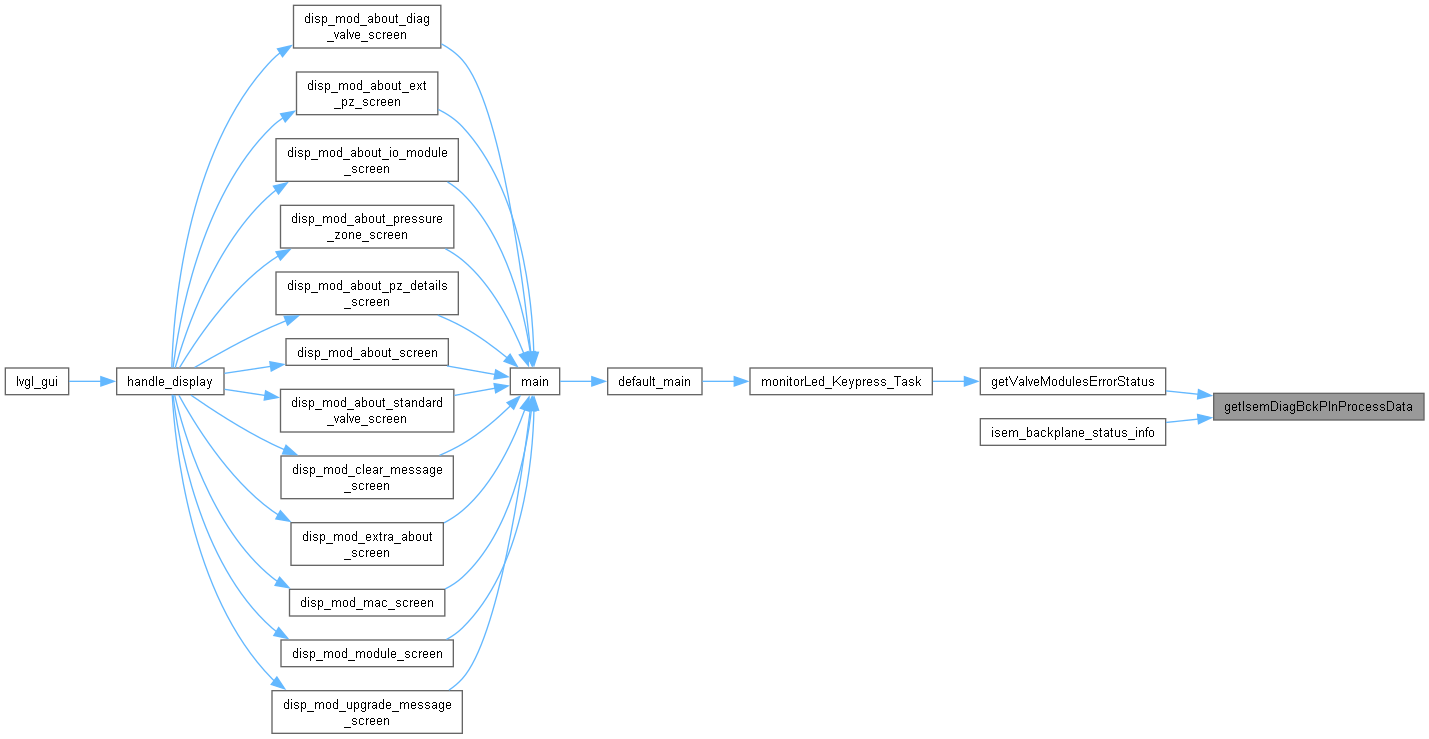 disp_mod_about_diag
_valve_screen
disp_mod_about_ext
_pz_screen
disp_mod_about_io_module
_screen
disp_mod_about_pressure
_zone_screen
disp_mod_about_pz_details
_screen
disp_mod_about_screen
lvgl_gui
handle_display
main
default_main
monitorLed_Keypress_Task
getValveModulesErrorStatus
getIsemDiagBckPlnProcessData
disp_mod_about_standard
_valve_screen
isem_backplane_status_info
disp_mod_clear_message
_screen
disp_mod_extra_about
_screen
disp_mod_mac_screen
disp_mod_module_screen
disp_mod_upgrade_message
_screen